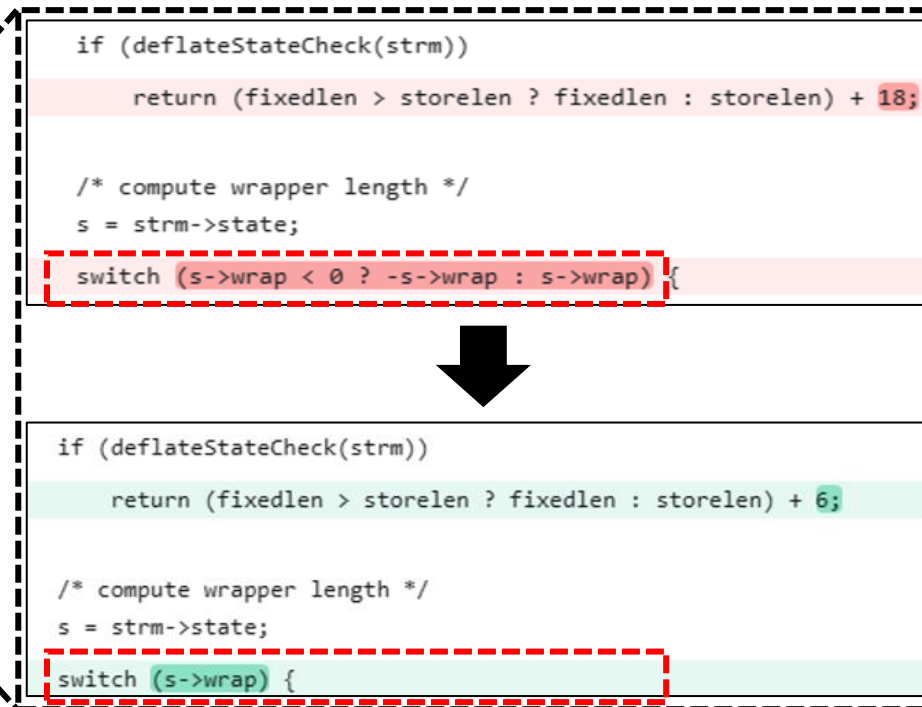 if (deflateStateCheck(strm))
return (fixedlen > storelen ? fixedlen : storelen) + 18;
/* compute wrapper length */
s = strm->state;
switch (s->wrap < 0 ? -s->wrap : s->wrap) {
if (deflateStateCheck(strm))
return (fixedlen > storelen ? fixedlen : storelen) + 6;
/* compute wrapper length */
s = strm->state;
switch (s->wrap) {